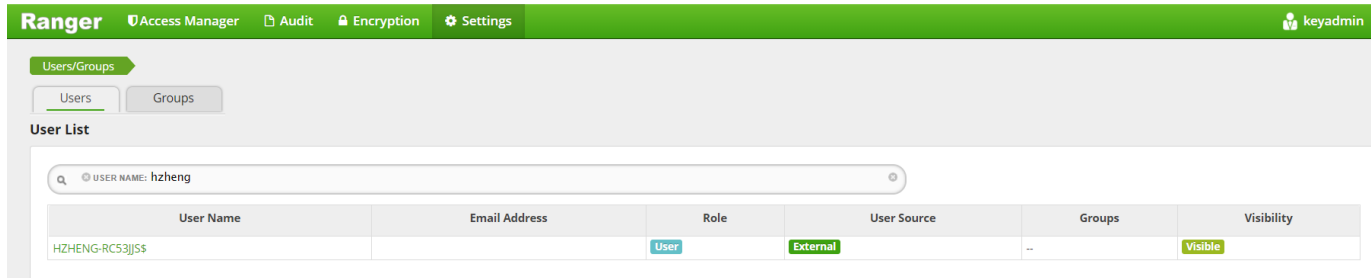 Ranger Access Manager Audit Encryption Settings keyadmin
Users/Groups
Users Groups
User List
USER NAME: hzheng
User Name Email Address Role User Source Groups Visibility
HZHENG-RC53JJS$ User External -- Visible